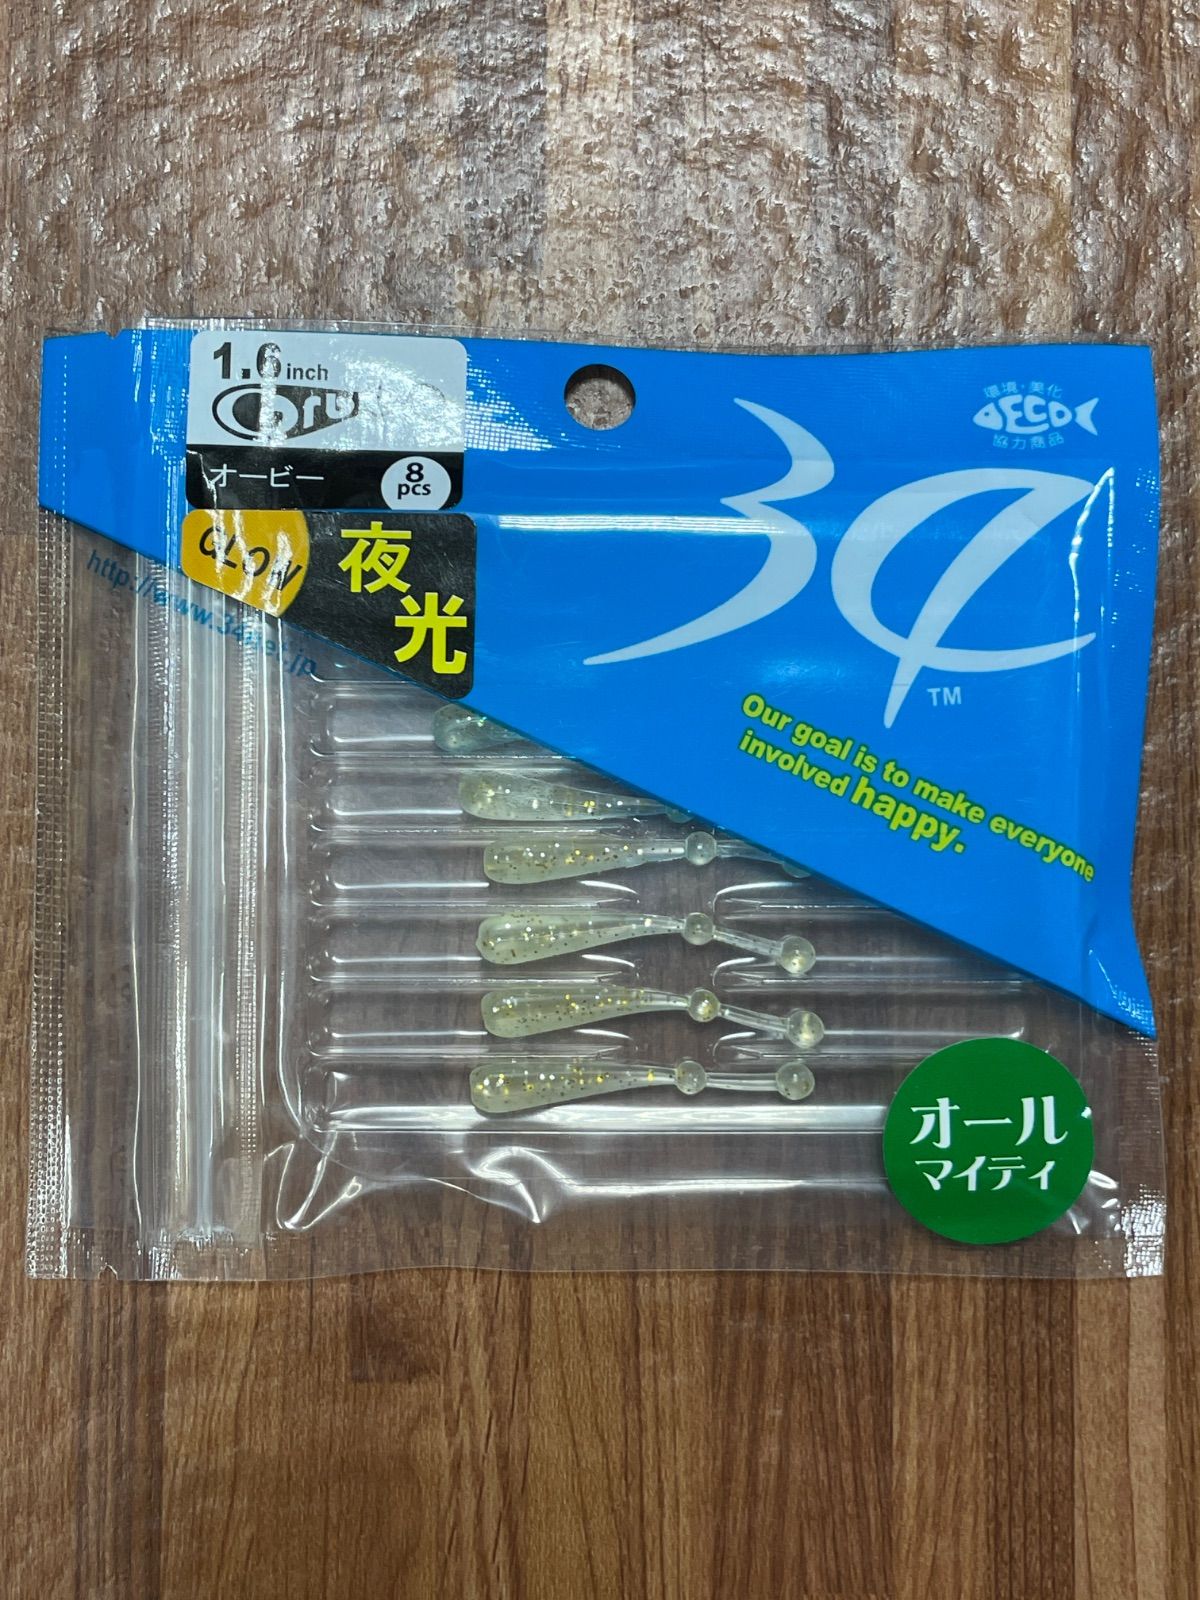 1.6 inch
オービー
8
pcs
GLOW
夜
光
環境・美化
ECO
協力商品
34
TM
Our goal is to make everyone
involved happy.
オール
マイティ